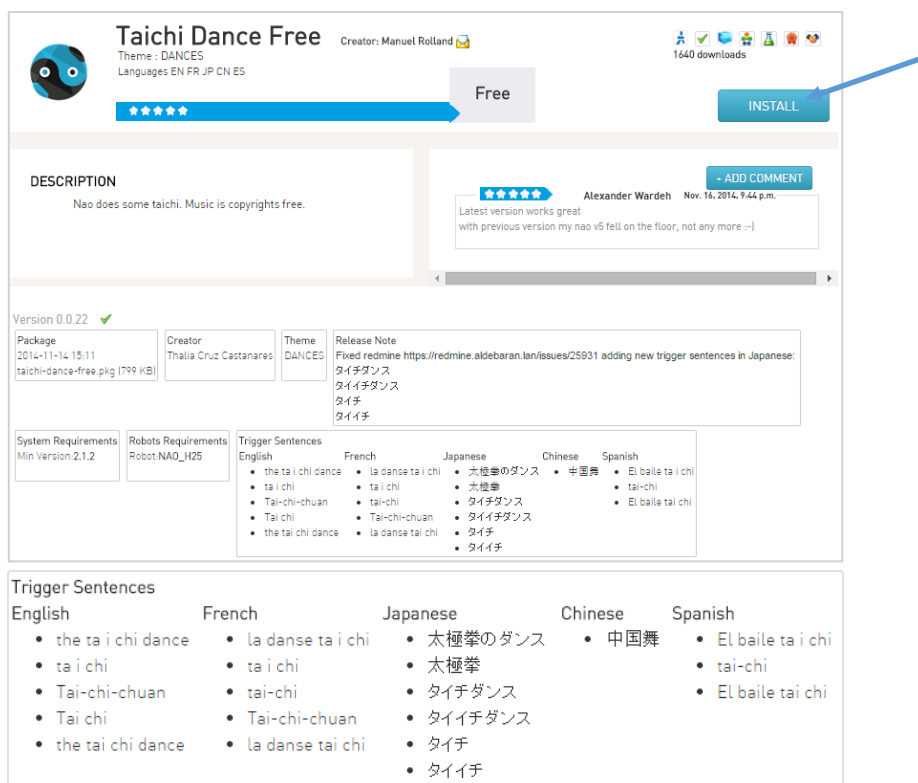 Taichi Dance Free
Creator: Manuel Rolland
Theme : DANCES
Languages EN FR JP CN ES
1640 downloads
Free
INSTALL
DESCRIPTION
Nao does some taichi. Music is copyrights free.
- ADD COMMENT
Alexander Wardeh Nov. 16, 2014, 9:44 p.m.
Latest version works great
with previous version my nao v5 fell on the floor, not any more :-)
Version 0.0.22
Package
2014-11-14 15:11
taichi-dance-free.pkg (799 KB)
Creator
Thalia Cruz Castanares
Theme
DANCES
Release Note
Fixed redmine https://redmine.aldebaran.lan/issues/25931 adding new trigger sentences in Japanese:
タイチダンス
タイイチダンス
タイチ
タイイチ
System Requirements
Min Version:2.1.2
Robots Requirements
Robot:NAO_H25
Trigger Sentences
English
the ta i chi dance
ta i chi
Tai-chi-chuan
Tai chi
the tai chi dance
French
la danse ta i chi
ta i chi
tai-chi
Tai-chi-chuan
la danse tai chi
Japanese
太極拳のダンス
太極拳
タイチダンス
タイイチダンス
タイチ
タイイチ
Chinese
中国舞
Spanish
El baile ta i chi
tai-chi
El baile tai chi
Trigger Sentences
English
the ta i chi dance
ta i chi
Tai-chi-chuan
Tai chi
the tai chi dance
French
la danse ta i chi
ta i chi
tai-chi
Tai-chi-chuan
la danse tai chi
Japanese
太極拳のダンス
太極拳
タイチダンス
タイイチダンス
タイチ
タイイチ
Chinese
中国舞
Spanish
El baile ta i chi
tai-chi
El baile tai chi